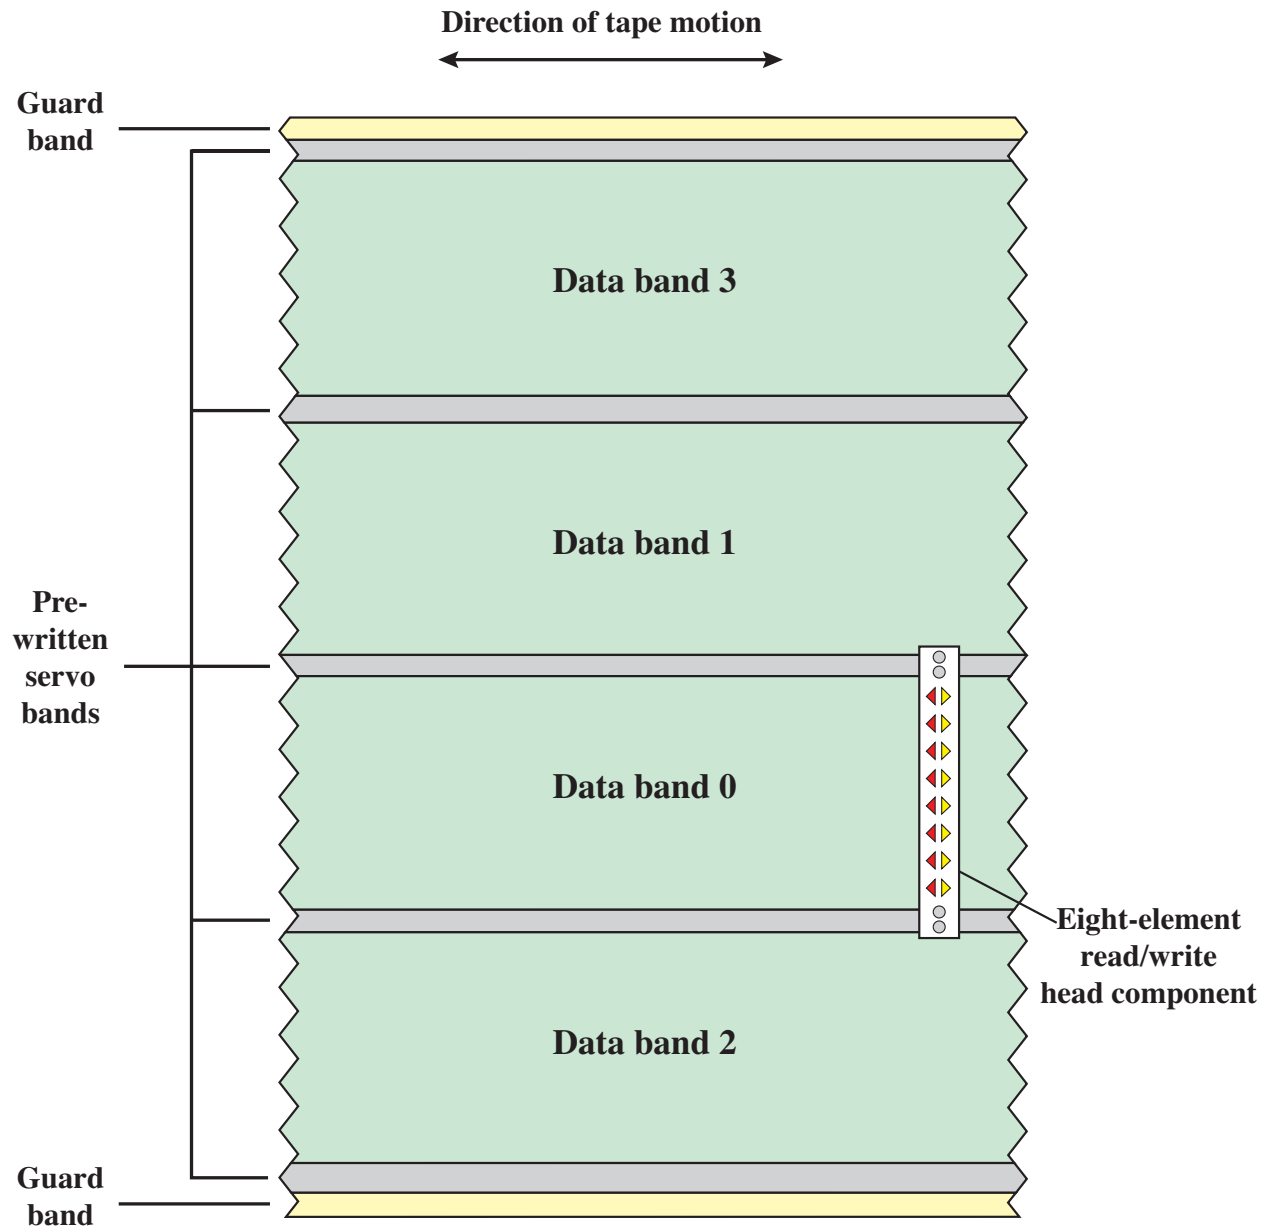 Direction of tape motion
Guard
band
Data band 3
Data band 1
Pre-
written
servo
bands
Data band 0
Eight-element
read/write
head component
Data band 2
Guard
band